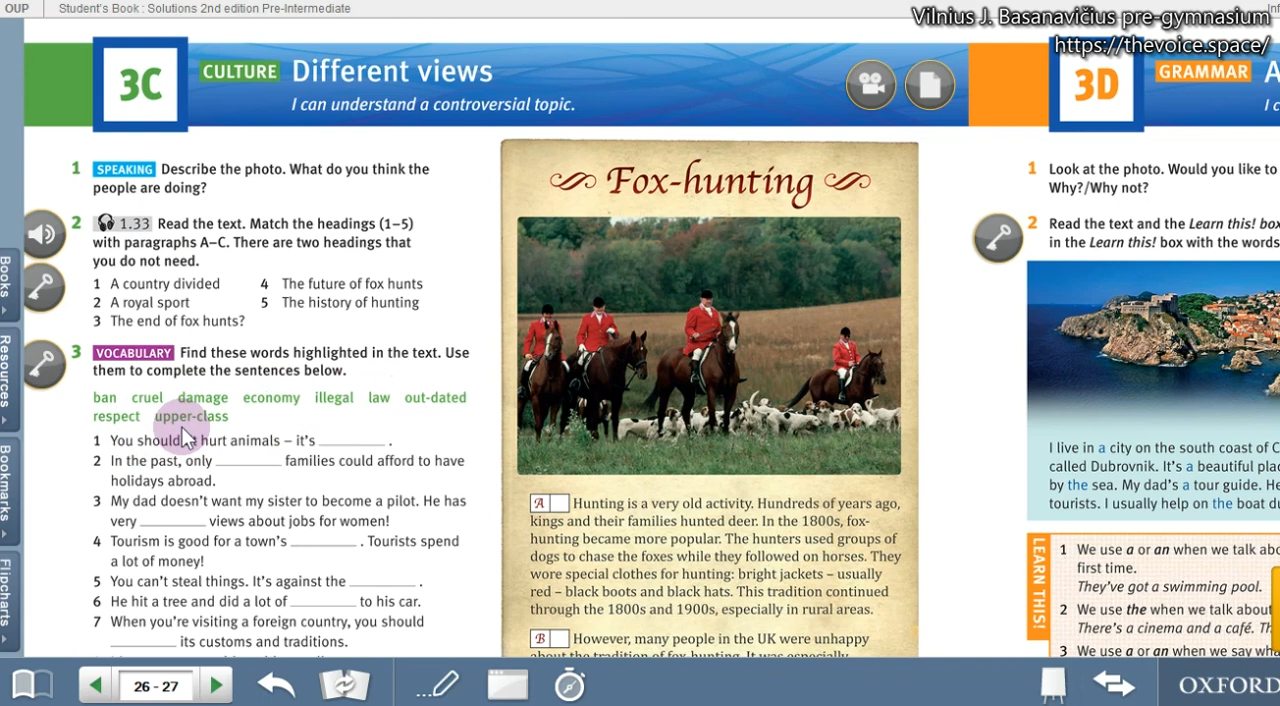 OUP
Student's Book : Solutions 2nd edition Pre-Intermediate
Vilnius J. Basanavičius pre-gymnasium
https://thevoice.space/
3C
CULTURE Different views
I can understand a controversial topic.
1 SPEAKING Describe the photo. What do you think the
people are doing?
2 1.33 Read the text. Match the headings (1–5)
with paragraphs A–C. There are two headings that
you do not need.
1 A country divided
4 The future of fox hunts
2 A royal sport
5 The history of hunting
3 The end of fox hunts?
3 VOCABULARY Find these words highlighted in the text. Use
them to complete the sentences below.
ban cruel damage economy illegal law out-dated
respect upper-class
1 You shouldn't hurt animals – it's ________ .
2 In the past, only ________ families could afford to have
holidays abroad.
3 My dad doesn't want my sister to become a pilot. He has
very ________ views about jobs for women!
4 Tourism is good for a town's ________ . Tourists spend
a lot of money!
5 You can't steal things. It's against the ________ .
6 He hit a tree and did a lot of ________ to his car.
7 When you're visiting a foreign country, you should
________ its customs and traditions.
Fox-hunting
A Hunting is a very old activity. Hundreds of years ago,
kings and their families hunted deer. In the 1800s, fox-
hunting became more popular. The hunters used groups of
dogs to chase the foxes while they followed on horses. They
wore special clothes for hunting: bright jackets – usually
red – black boots and black hats. This tradition continued
through the 1800s and 1900s, especially in rural areas.
B However, many people in the UK were unhappy
about the tradition of fox-hunting. It was especially
3D
GRAMMAR A
I c
1 Look at the photo. Would you like to
Why?/Why not?
2 Read the text and the Learn this! box
in the Learn this! box with the words
I live in a city on the south coast of C
called Dubrovnik. It's a beautiful pla
by the sea. My dad's a tour guide. He
tourists. I usually help on the boat du
LEARN THIS!
1 We use a or an when we talk abo
first time.
They've got a swimming pool.
2 We use the when we talk about
There's a cinema and a café. Th
3 We use a or an when we say wha
Books
Resources
Bookmarks
Flipcharts
26 - 27
OXFORD